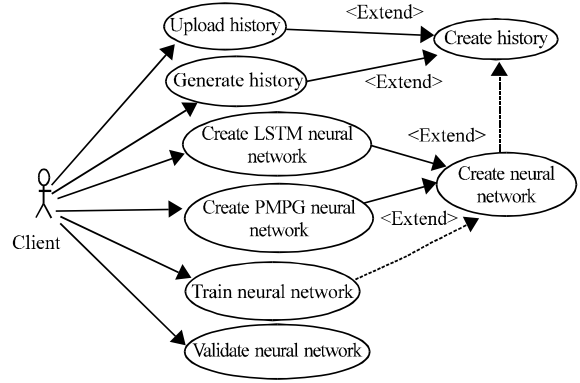 Upload history
<Extend>
Create history
Generate history
<Extend>
Create LSTM neural
network
<Extend>
Create neural
network
Create PMPG neural
network
<Extend>
Client
Train neural network
Validate neural network